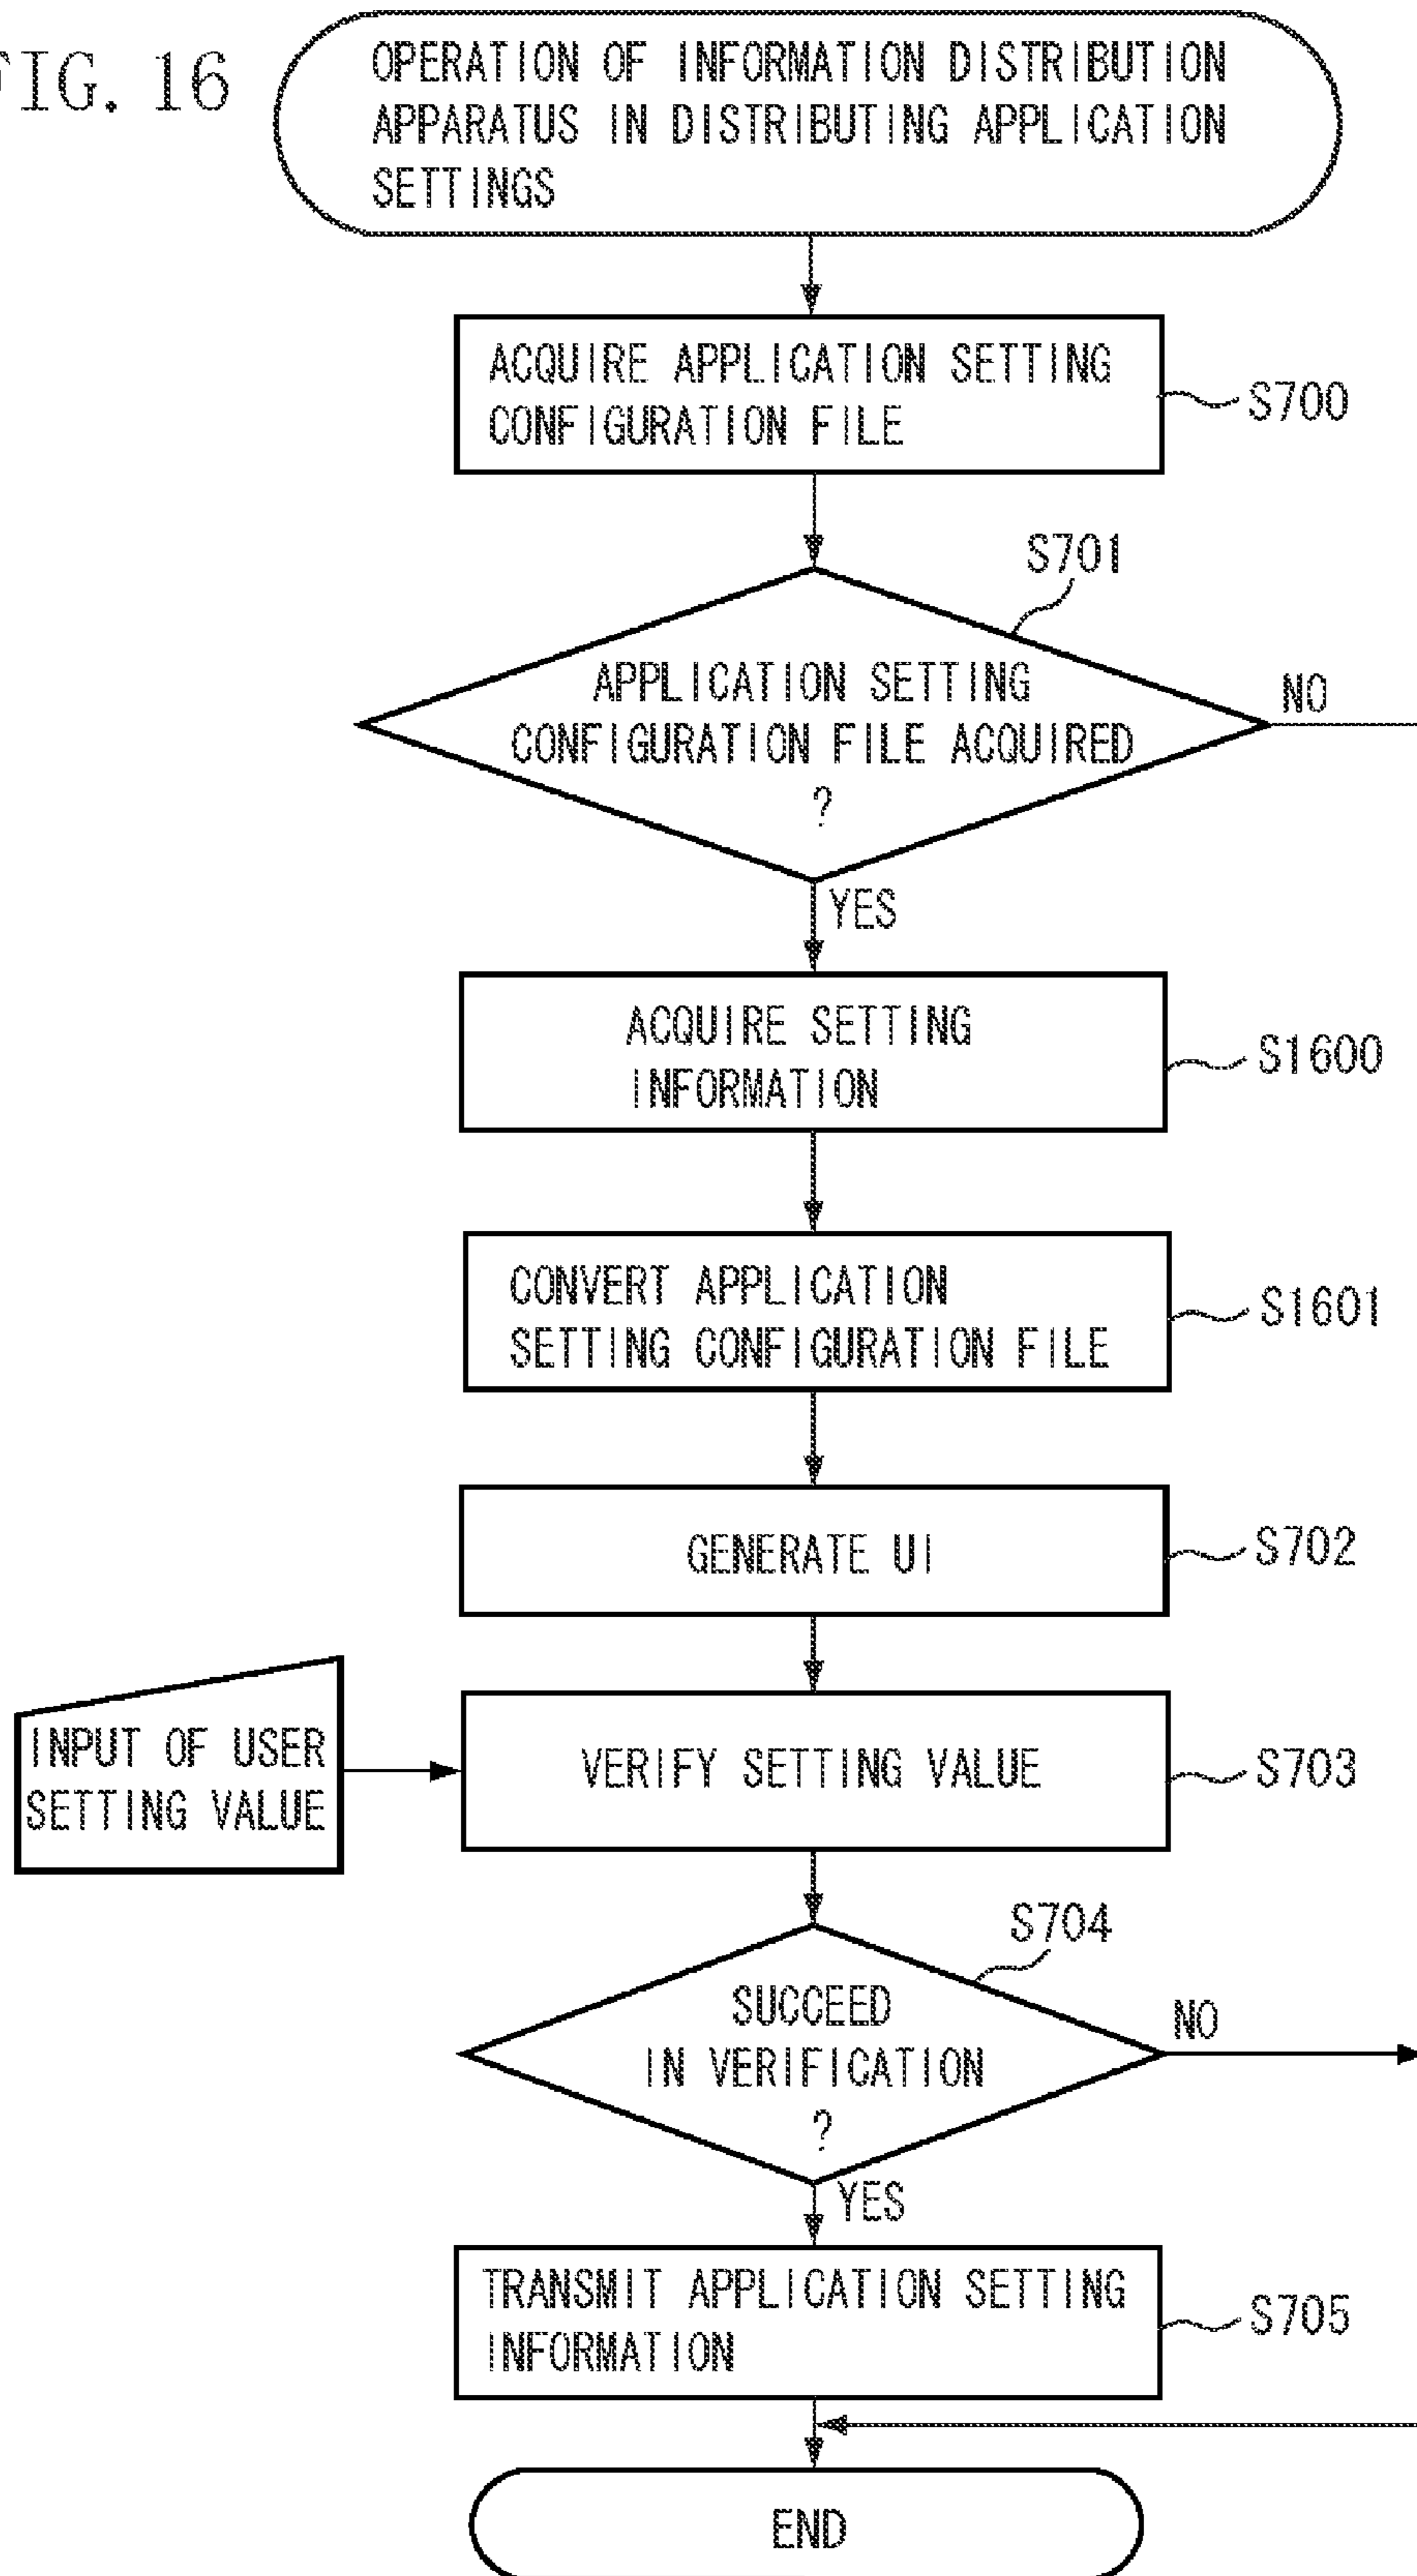 FIG. 16
OPERATION OF INFORMATION DISTRIBUTION
APPARATUS IN DISTRIBUTING APPLICATION
SETTINGS
ACQUIRE APPLICATION SETTING
CONFIGURATION FILE
S700
S701
APPLICATION SETTING
CONFIGURATION FILE ACQUIRED
?
NO
YES
ACQUIRE SETTING
INFORMATION
S1600
CONVERT APPLICATION
SETTING CONFIGURATION FILE
S1601
GENERATE UI
S702
INPUT OF USER
SETTING VALUE
VERIFY SETTING VALUE
S703
S704
SUCCEED
IN VERIFICATION
?
NO
YES
TRANSMIT APPLICATION SETTING
INFORMATION
S705
END